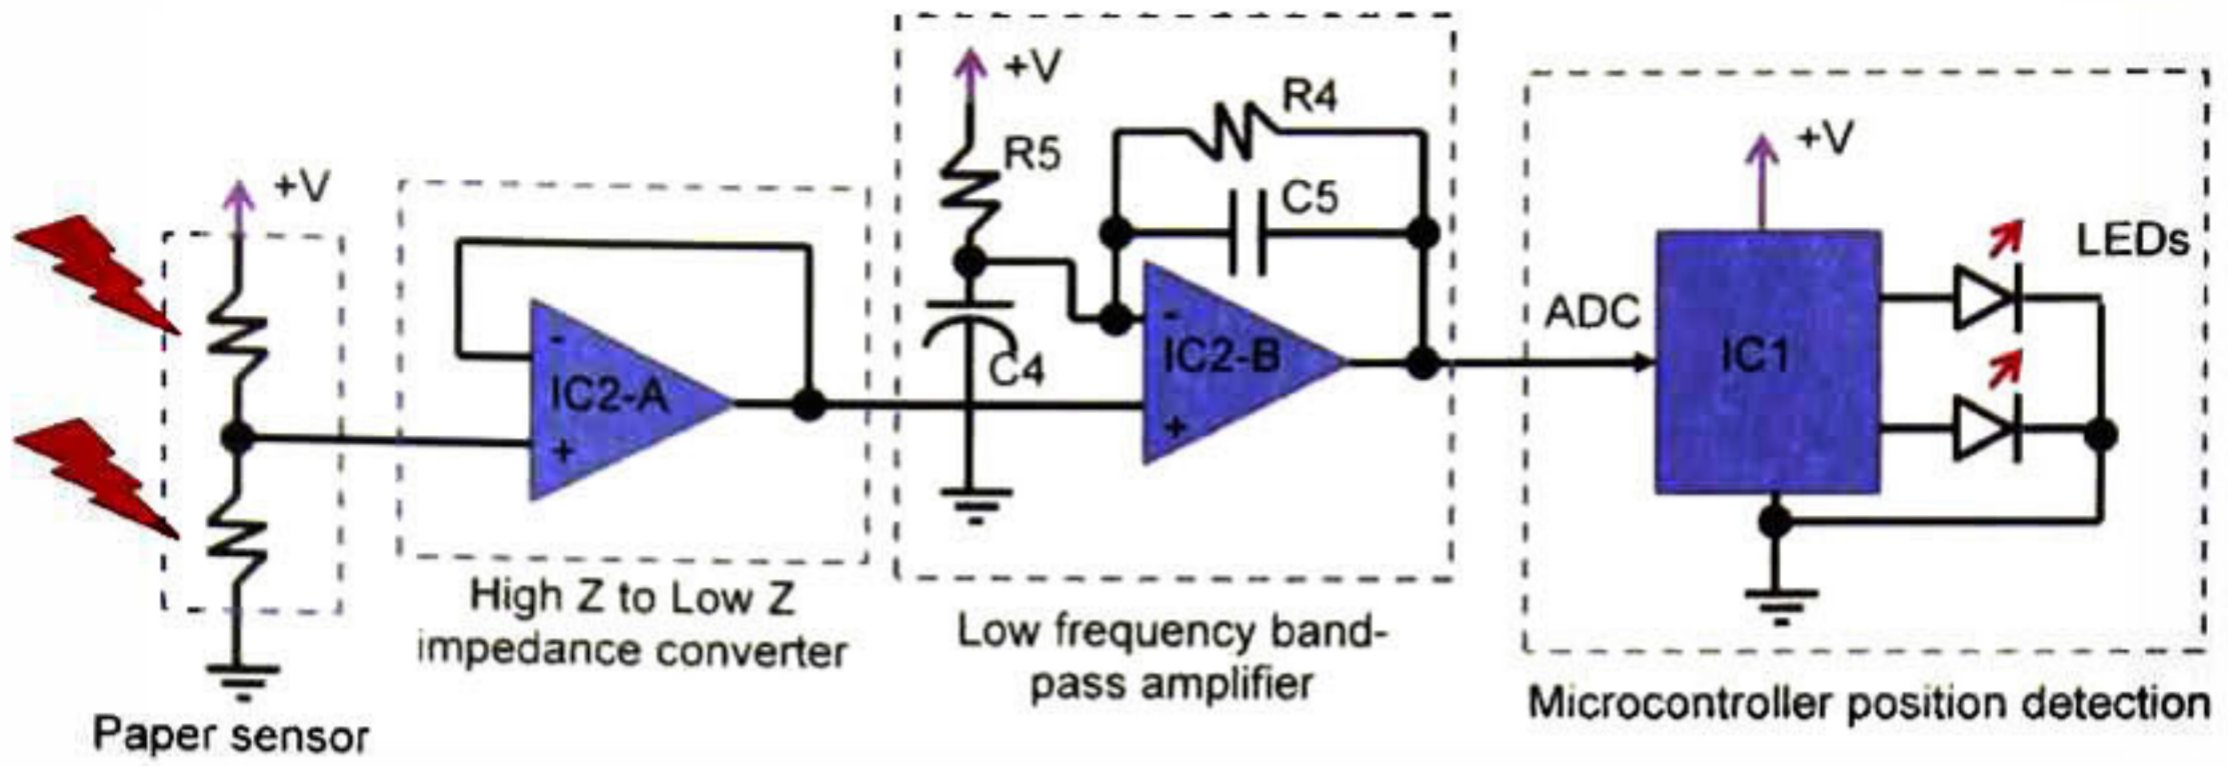 +V
Paper sensor
-
IC2-A
+
High Z to Low Z
impedance converter
+V
R5
C4
R4
C5
-
IC2-B
+
Low frequency band-
pass amplifier
ADC
+V
IC1
LEDs
Microcontroller position detection